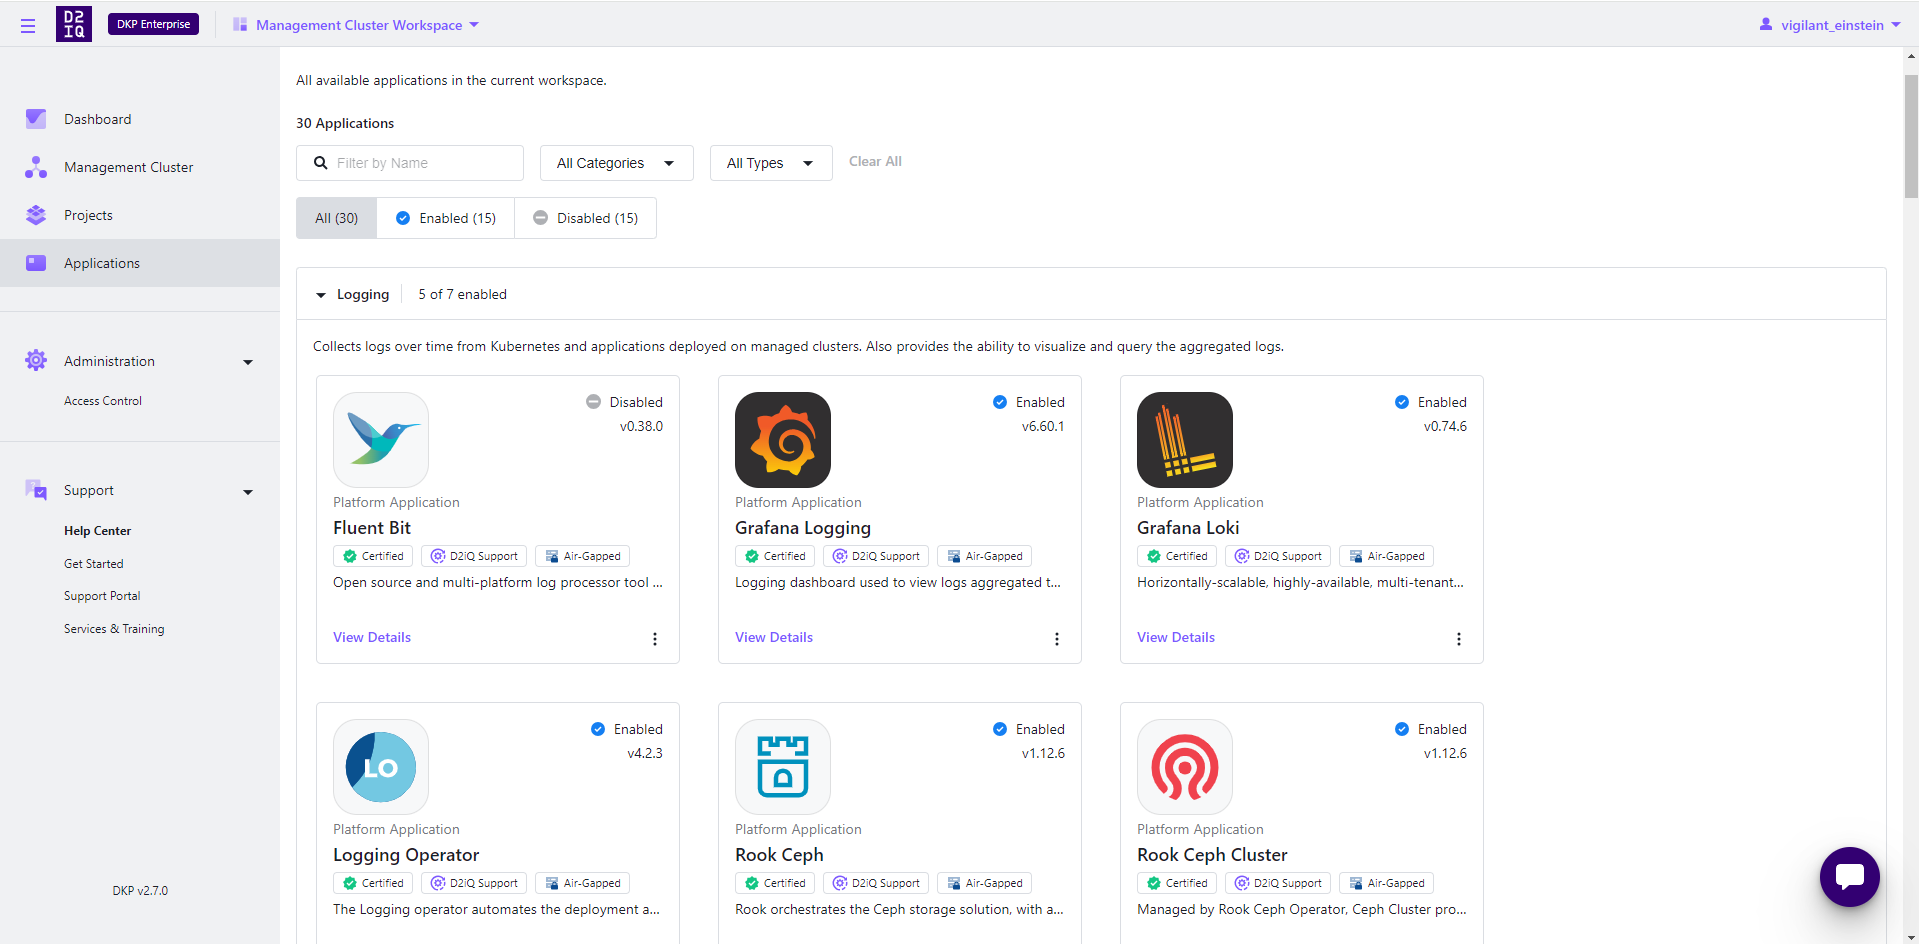 D2
IQ
DKP Enterprise
Management Cluster Workspace
vigilant_einstein
Dashboard
Management Cluster
Projects
Applications
Administration
Access Control
Support
Help Center
Get Started
Support Portal
Services & Training
DKP v2.7.0
All available applications in the current workspace.
30 Applications
Filter by Name
All Categories
All Types
Clear All
All (30)
Enabled (15)
Disabled (15)
Logging
5 of 7 enabled
Collects logs over time from Kubernetes and applications deployed on managed clusters. Also provides the ability to visualize and query the aggregated logs.
Disabled
v0.38.0
Platform Application
Fluent Bit
Certified
D2iQ Support
Air-Gapped
Open source and multi-platform log processor tool ...
View Details
Enabled
v6.60.1
Platform Application
Grafana Logging
Certified
D2iQ Support
Air-Gapped
Logging dashboard used to view logs aggregated t...
View Details
Enabled
v0.74.6
Platform Application
Grafana Loki
Certified
D2iQ Support
Air-Gapped
Horizontally-scalable, highly-available, multi-tenant...
View Details
LO
Enabled
v4.2.3
Platform Application
Logging Operator
Certified
D2iQ Support
Air-Gapped
The Logging operator automates the deployment a...
Enabled
v1.12.6
Platform Application
Rook Ceph
Certified
D2iQ Support
Air-Gapped
Rook orchestrates the Ceph storage solution, with a...
Enabled
v1.12.6
Platform Application
Rook Ceph Cluster
Certified
D2iQ Support
Air-Gapped
Managed by Rook Ceph Operator, Ceph Cluster pro...